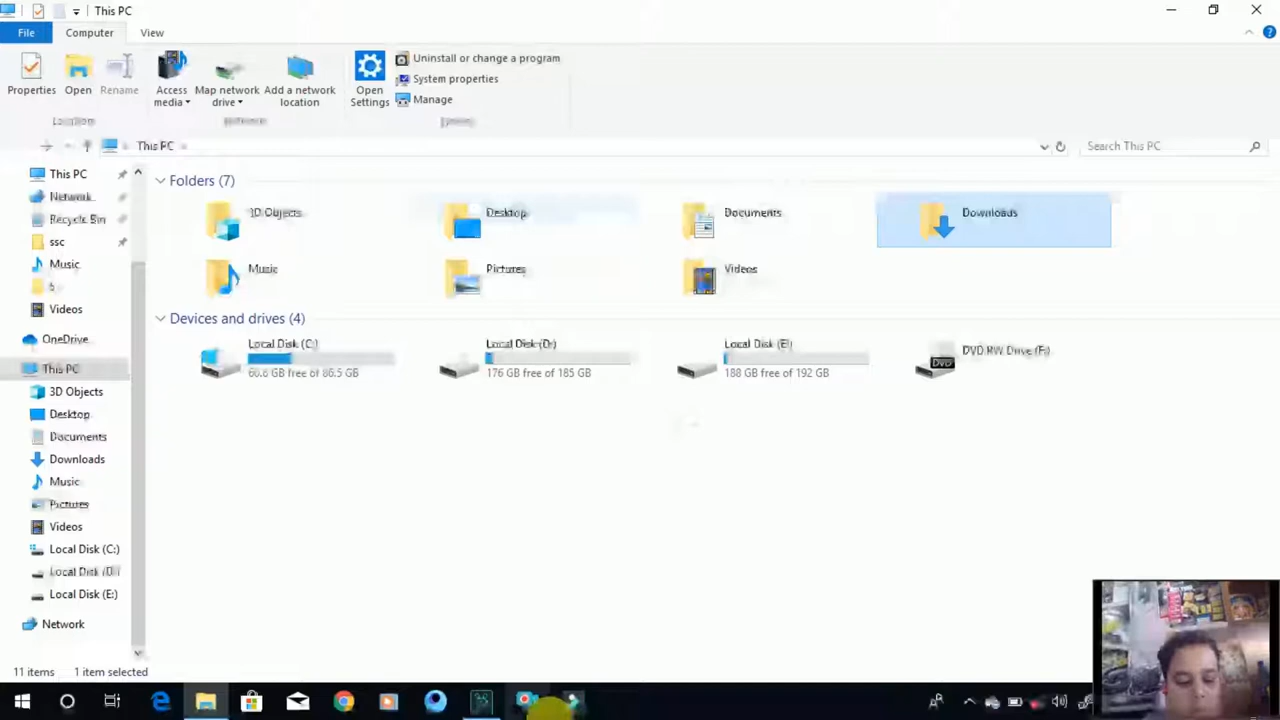 This PC
File Computer View
Properties Open Rename Access media Map network drive Add a network location Open Settings Uninstall or change a program
System properties
Manage
Location
This PC Search This PC
This PC
Network
Recycle Bin
ssc
Music
Videos
OneDrive
This PC
3D Objects
Desktop
Documents
Downloads
Music
Pictures
Videos
Local Disk (C:)
Local Disk (D:)
Local Disk (E:)
Network
Folders (7)
3D Objects Desktop Documents Downloads
Music Pictures Videos
Devices and drives (4)
Local Disk (C:)
66.6 GB free of 86.5 GB
Local Disk (D:)
176 GB free of 185 GB
Local Disk (E:)
188 GB free of 192 GB
DVD RW Drive (F:)
DVD
11 items 1 item selected